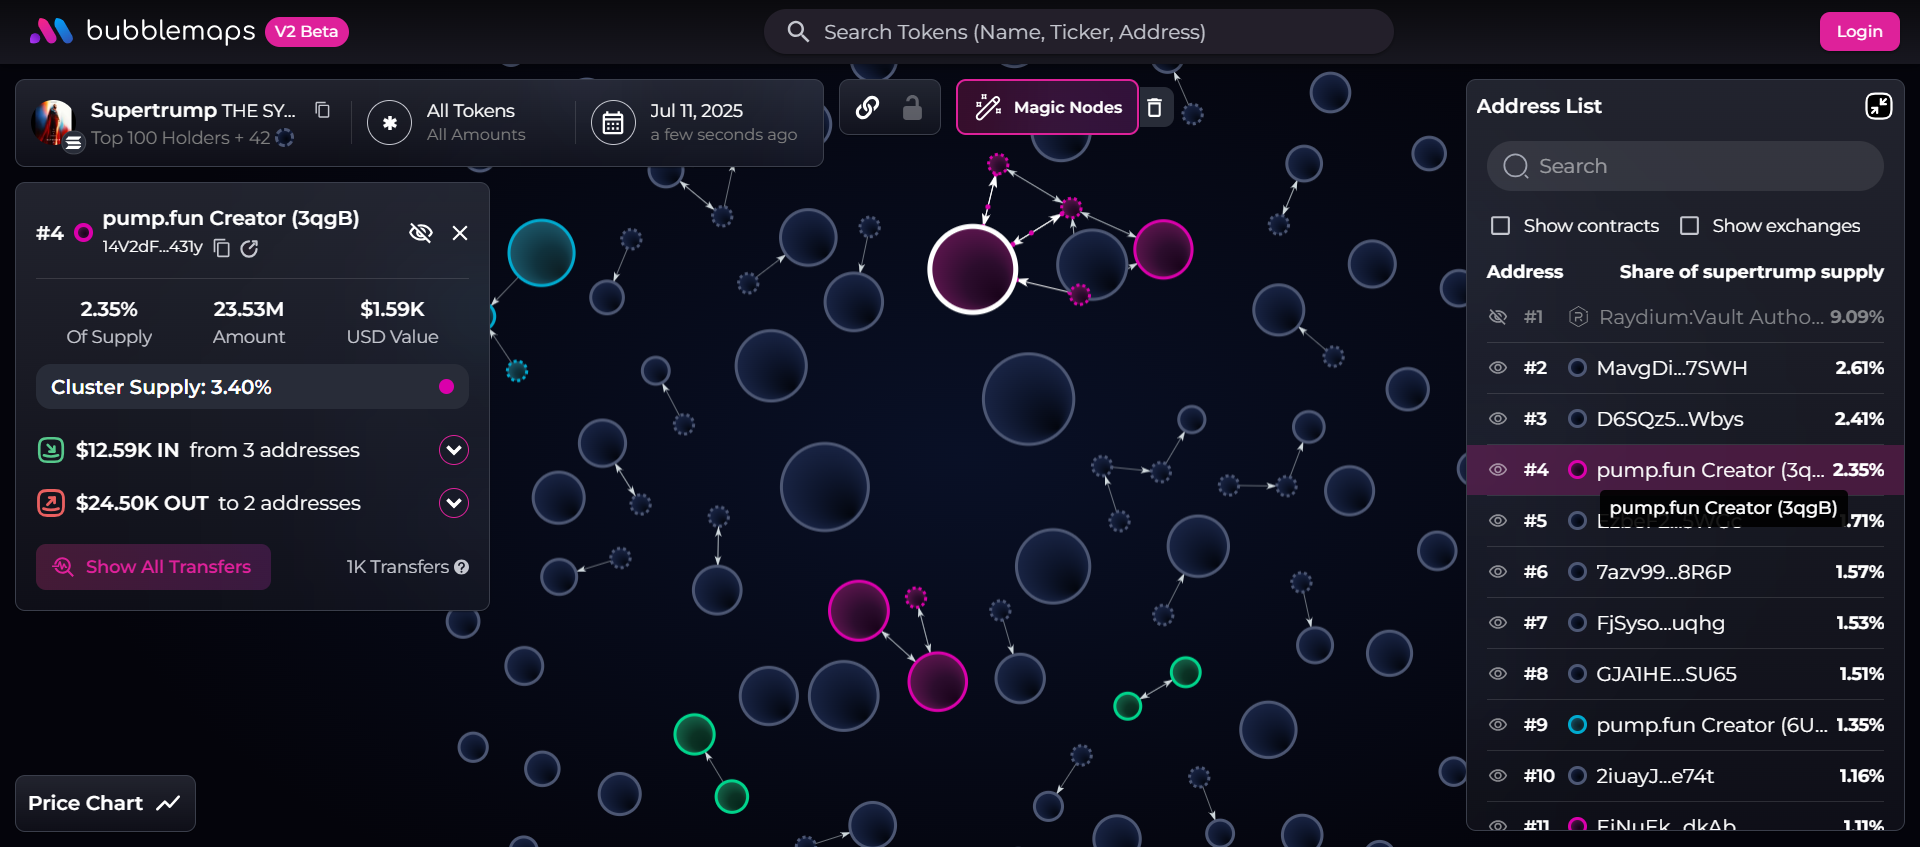 bubblemaps V2 Beta
Search Tokens (Name, Ticker, Address)
Login
Supertrump THE SY...
Top 100 Holders + 42
All Tokens
All Amounts
Jul 11, 2025
a few seconds ago
Magic Nodes
#4 pump.fun Creator (3qgB)
14V2dF...431y
2.35% 23.53M $1.59K
Of Supply Amount USD Value
Cluster Supply: 3.40%
$12.59K IN from 3 addresses
$24.50K OUT to 2 addresses
Show All Transfers 1K Transfers
Price Chart
Address List
Search
Show contracts Show exchanges
Address Share of supertrump supply
#1 Raydium:Vault Autho... 9.09%
#2 MavgDi...7SWH 2.61%
#3 D6SQz5...Wbys 2.41%
#4 pump.fun Creator (3q... 2.35%
pump.fun Creator (3qgB)
#5 .71%
#6 7azv99...8R6P 1.57%
#7 FjSyso...uqhg 1.53%
#8 GJA1HE...SU65 1.51%
#9 pump.fun Creator (6U... 1.35%
#10 2iuayJ...e74t 1.16%
#11 1.11%